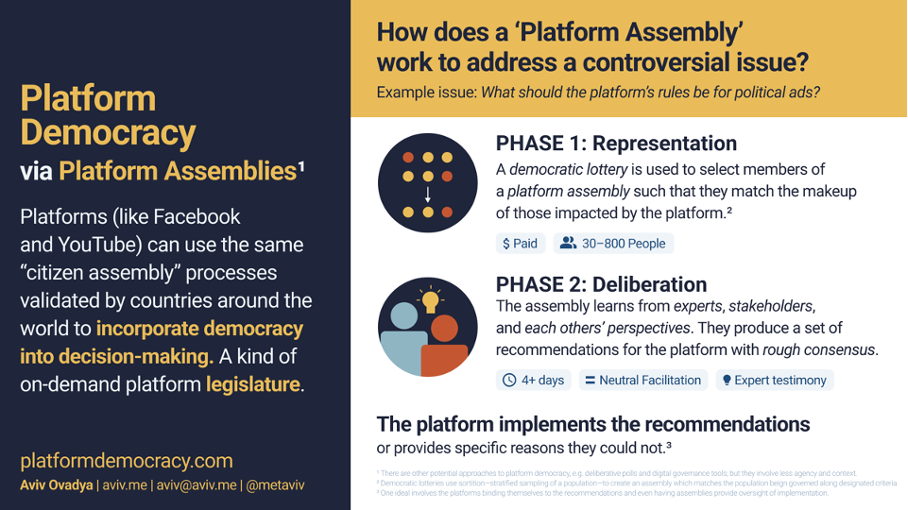 Platform
Democracy
via Platform Assemblies¹
Platforms (like Facebook
and YouTube) can use the same
“citizen assembly” processes
validated by countries around the
world to incorporate democracy
into decision-making. A kind of
on-demand platform legislature.
platformdemocracy.com
Aviv Ovadya | aviv.me | aviv@aviv.me | @metaviv
How does a ‘Platform Assembly’
work to address a controversial issue?
Example issue: What should the platform’s rules be for political ads?
PHASE 1: Representation
A democratic lottery is used to select members of
a platform assembly such that they match the makeup
of those impacted by the platform.²
$ Paid
30–800 People
PHASE 2: Deliberation
The assembly learns from experts, stakeholders,
and each others’ perspectives. They produce a set of
recommendations for the platform with rough consensus.
4+ days
Neutral Facilitation
Expert testimony
The platform implements the recommendations
or provides specific reasons they could not.³
¹ There are other potential approaches to platform democracy, e.g. deliberative polls and digital governance tools; but they involve less agency and context.
² Democratic lotteries use sortition—stratified sampling of a population—to create an assembly which matches the population beign governed along designated criteria
³ One ideal involves the platforms binding themselves to the recommendations and even having assemblies provide oversight of implementation.